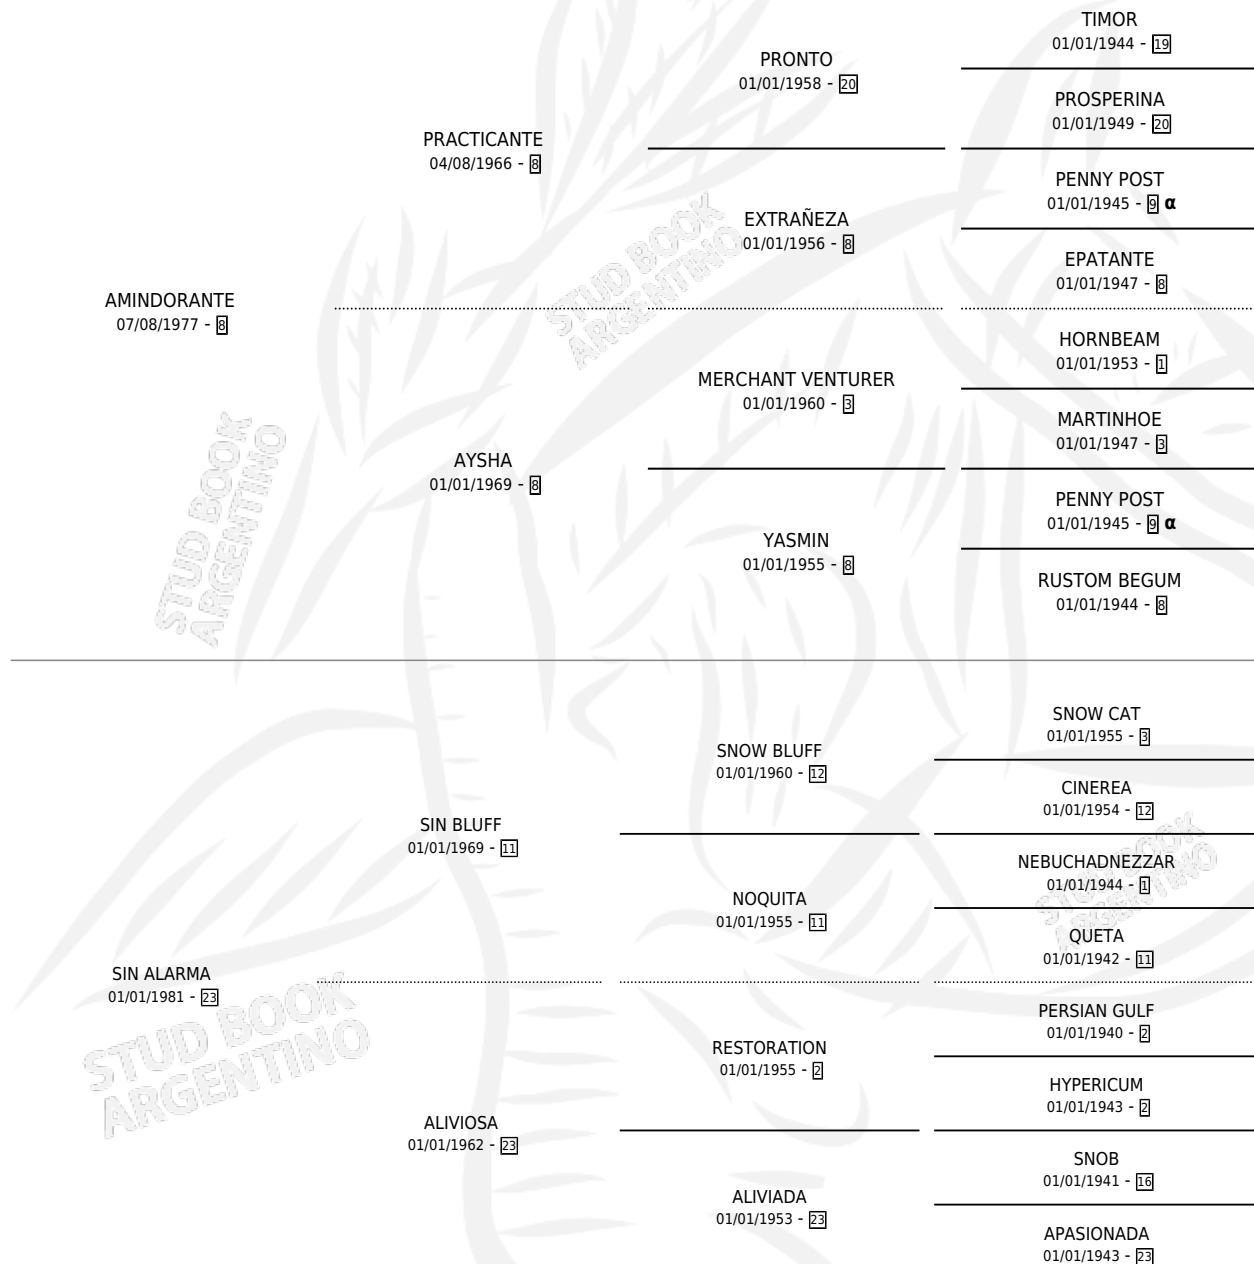 TIMOR
01/01/1944 - 19
PRONTO
01/01/1958 - 20
PROSPERINA
01/01/1949 - 20
PRACTICANTE
04/08/1966 - 8
PENNY POST
01/01/1945 - 9 α
EXTRAÑEZA
01/01/1956 - 8
EPATANTE
01/01/1947 - 8
AMINDORANTE
07/08/1977 - 8
HORNBEAM
01/01/1953 - 1
MERCHANT VENTURER
01/01/1960 - 3
MARTINHOE
01/01/1947 - 3
AYSHA
01/01/1969 - 8
PENNY POST
01/01/1945 - 9 α
YASMIN
01/01/1955 - 8
RUSTOM BEGUM
01/01/1944 - 8
STUD BOOK
ARGENTINO
STUD BOOK
ARGENTINO
SNOW CAT
01/01/1955 - 3
SNOW BLUFF
01/01/1960 - 12
CINEREA
01/01/1954 - 12
SIN BLUFF
01/01/1969 - 11
NEBUCHADNEZZAR
01/01/1944 - 1
NOQUITA
01/01/1955 - 11
QUETA
01/01/1942 - 11
SIN ALARMA
01/01/1981 - 23
PERSIAN GULF
01/01/1940 - 2
RESTORATION
01/01/1955 - 2
HYPERICUM
01/01/1943 - 2
ALIVIOSA
01/01/1962 - 23
SNOB
01/01/1941 - 16
ALIVIADA
01/01/1953 - 23
APASIONADA
01/01/1943 - 23
STUD BOOK
ARGENTINO
STUD BOOK
ARGENTINO